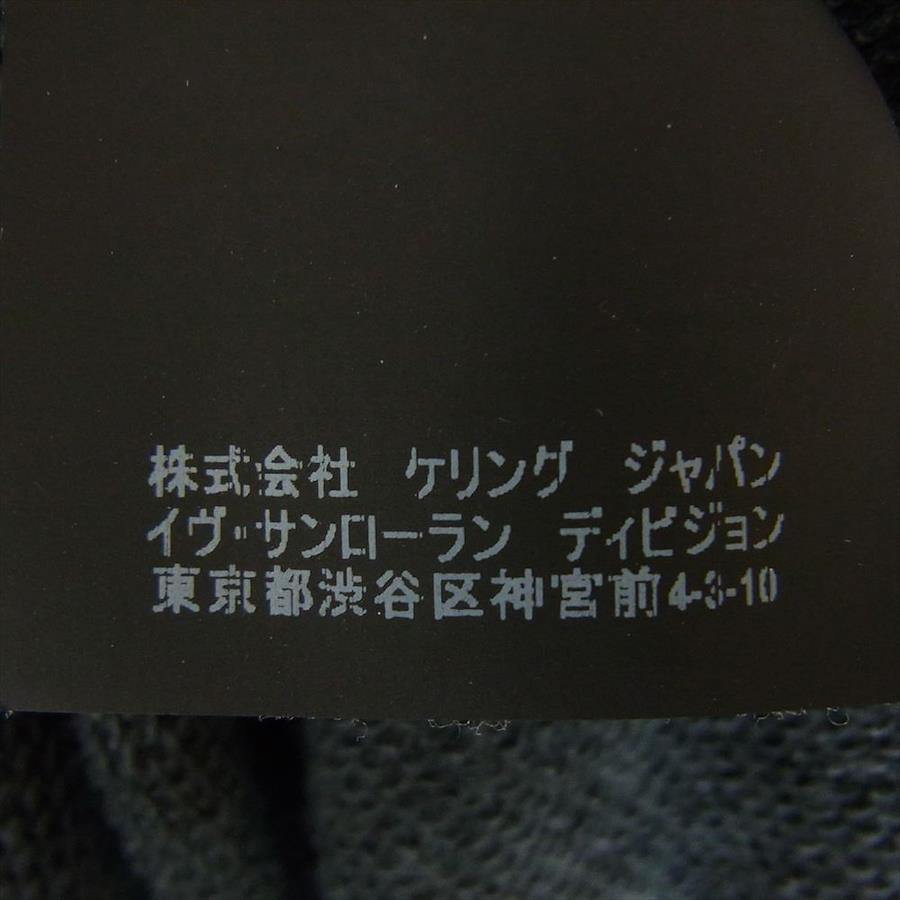 株式会社 ケリング ジャパン
イヴ・サンローラン ディビジョン
東京都渋谷区神宮前4-3-10